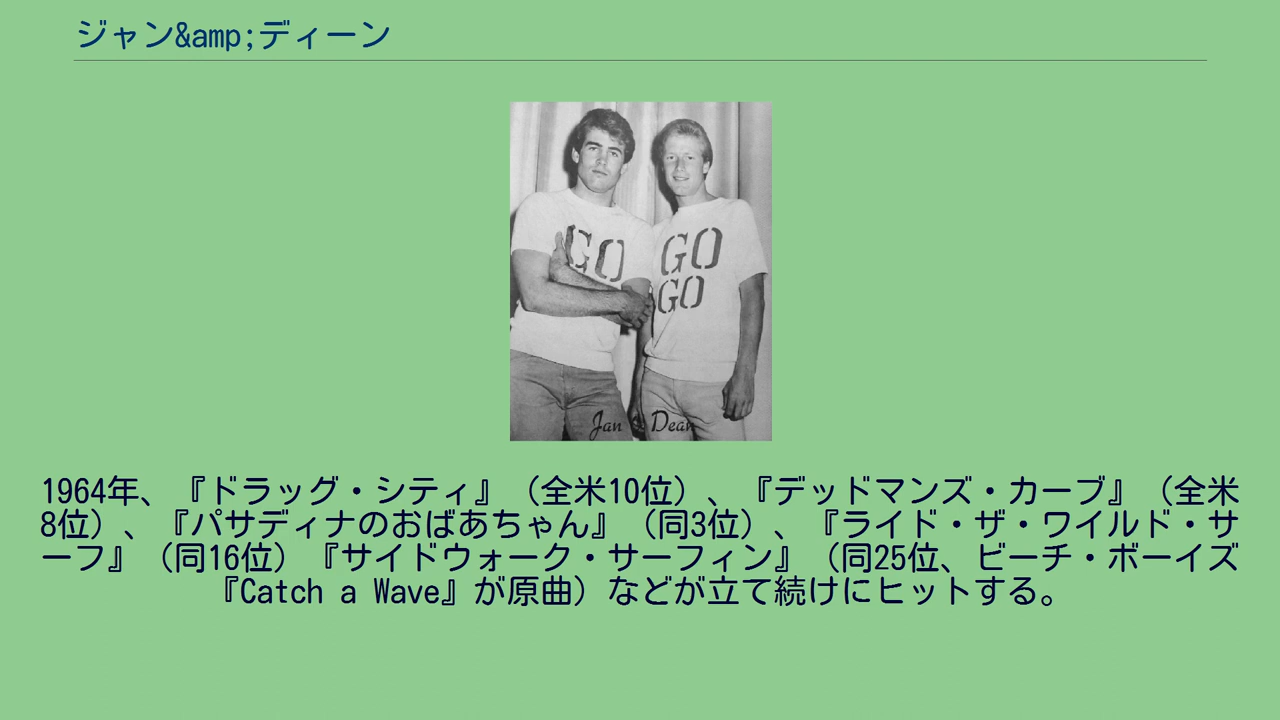 ジャン&amp;ディーン
GO
GO
GO
Jan & Dean
1964年、『ドラッグ・シティ』（全米10位）、『デッドマンズ・カーブ』（全米
8位）、『パサディナのおばあちゃん』（同3位）、『ライド・ザ・ワイルド・サ
ーフ』（同16位）『サイドウォーク・サーフィン』（同25位、ビーチ・ボーイズ
『Catch a Wave』が原曲）などが立て続けにヒットする。